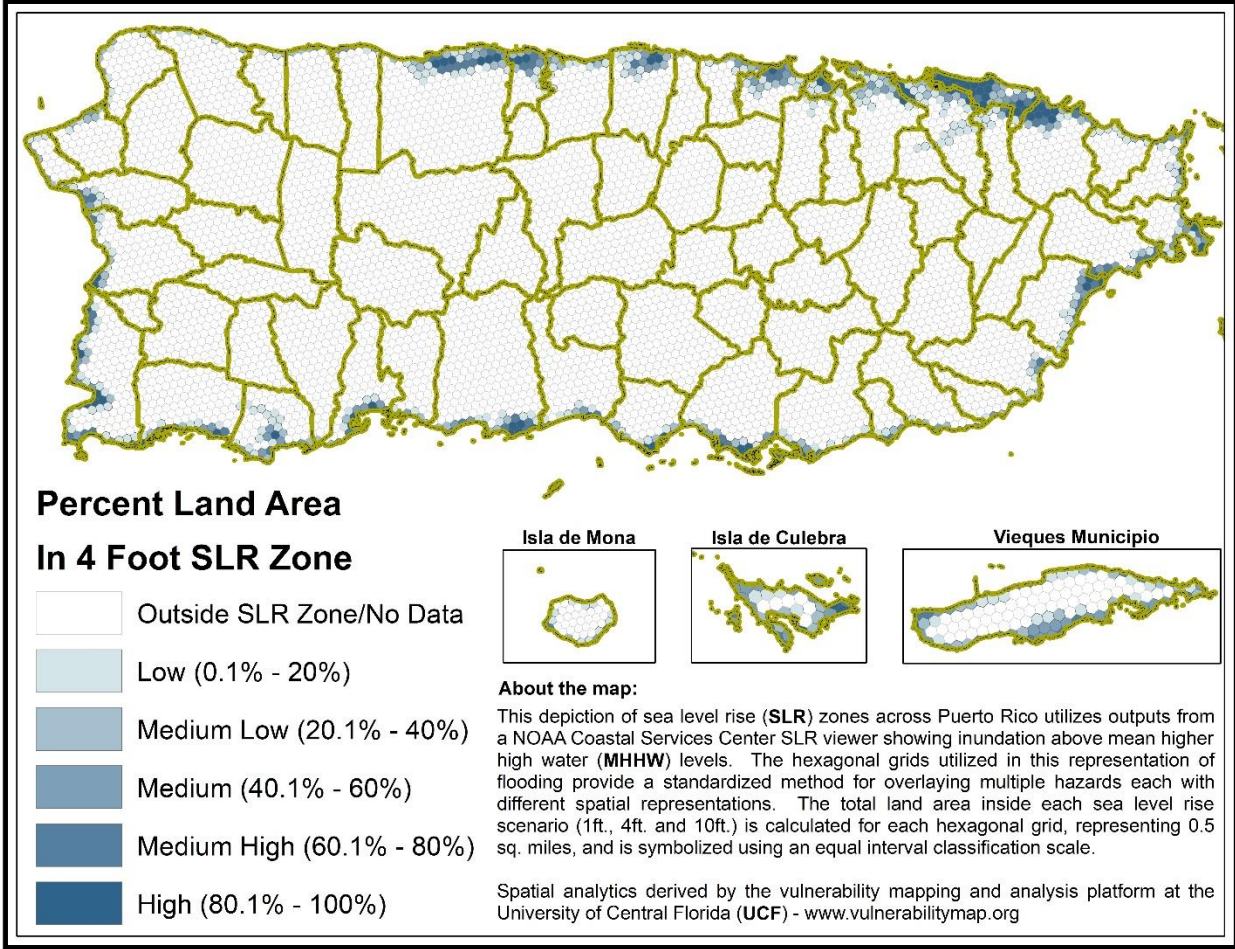 Percent Land Area
In 4 Foot SLR Zone
Outside SLR Zone/No Data
Low (0.1% - 20%)
Medium Low (20.1% - 40%)
Medium (40.1% - 60%)
Medium High (60.1% - 80%)
High (80.1% - 100%)
Isla de Mona
Isla de Culebra
Vieques Municipio
About the map:
This depiction of sea level rise (SLR) zones across Puerto Rico utilizes outputs from
a NOAA Coastal Services Center SLR viewer showing inundation above mean higher
high water (MHHW) levels. The hexagonal grids utilized in this representation of
flooding provide a standardized method for overlaying multiple hazards each with
different spatial representations. The total land area inside each sea level rise
scenario (1ft., 4ft. and 10ft.) is calculated for each hexagonal grid, representing 0.5
sq. miles, and is symbolized using an equal interval classification scale.
Spatial analytics derived by the vulnerability mapping and analysis platform at the
University of Central Florida (UCF) - www.vulnerabilitymap.org